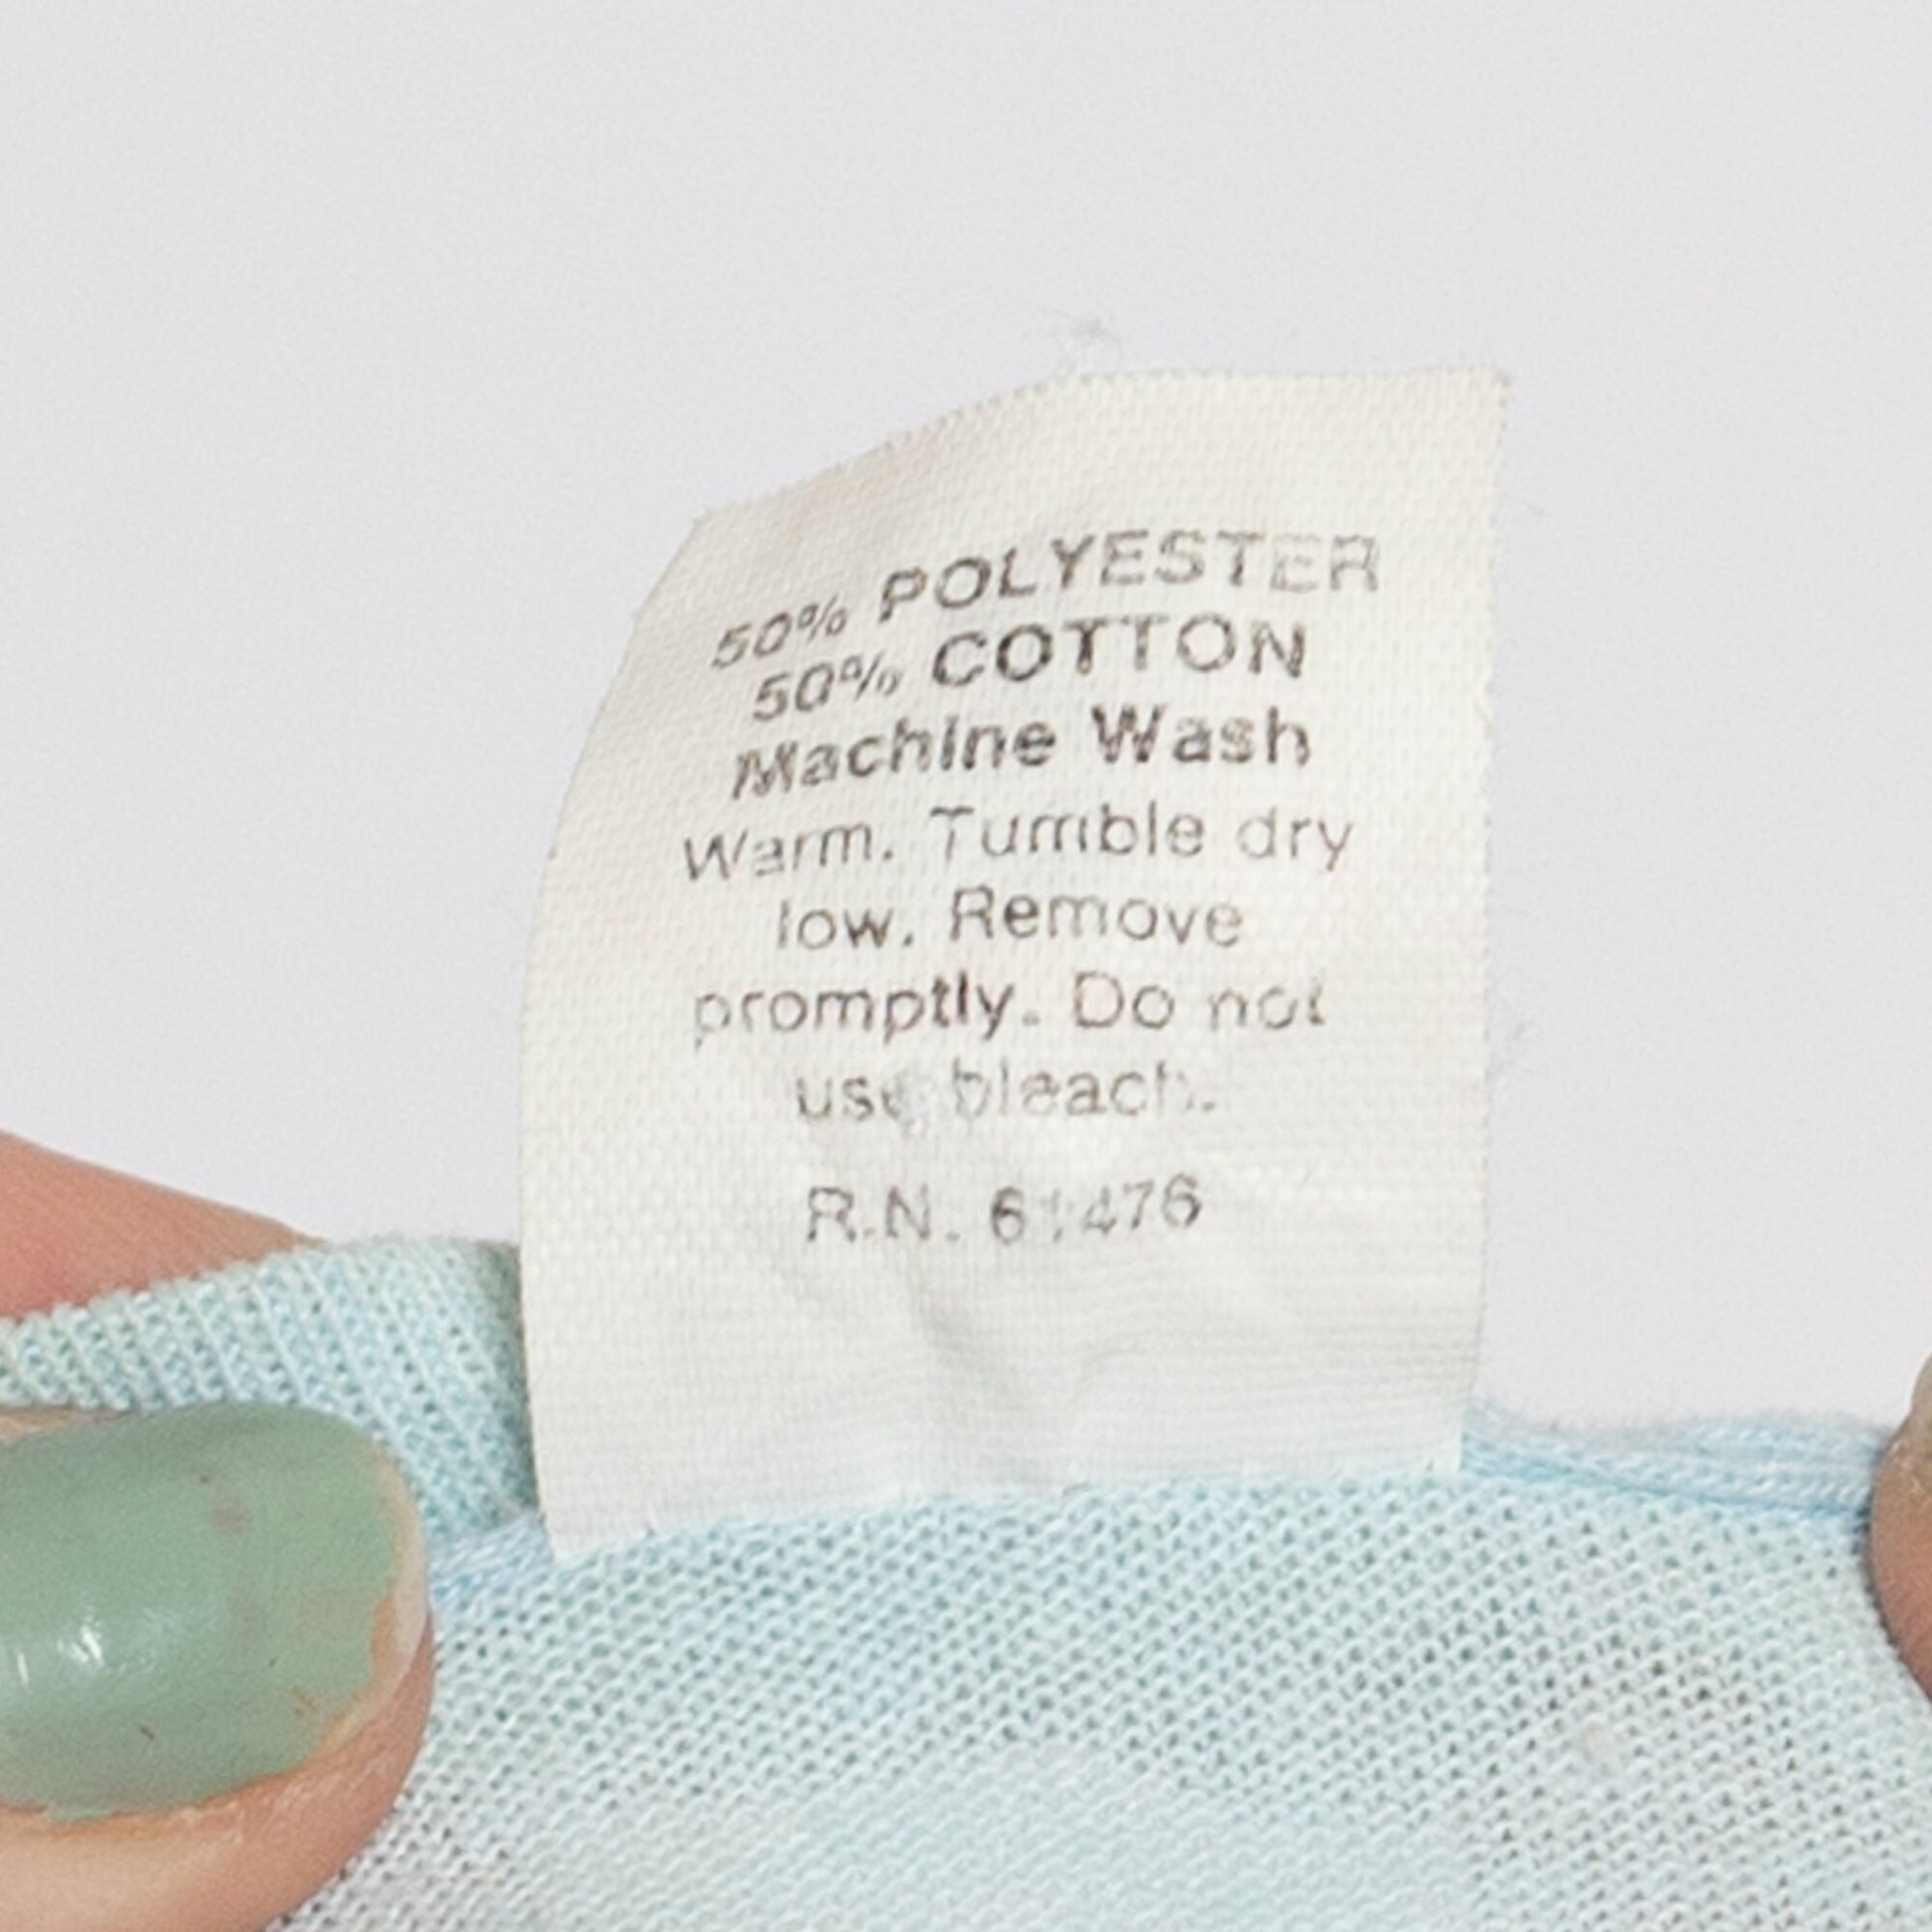 50% POLYESTER
50% COTTON
Machine Wash
Warm. Tumble dry
low. Remove
promptly. Do not
use bleach.
R.N. 61476